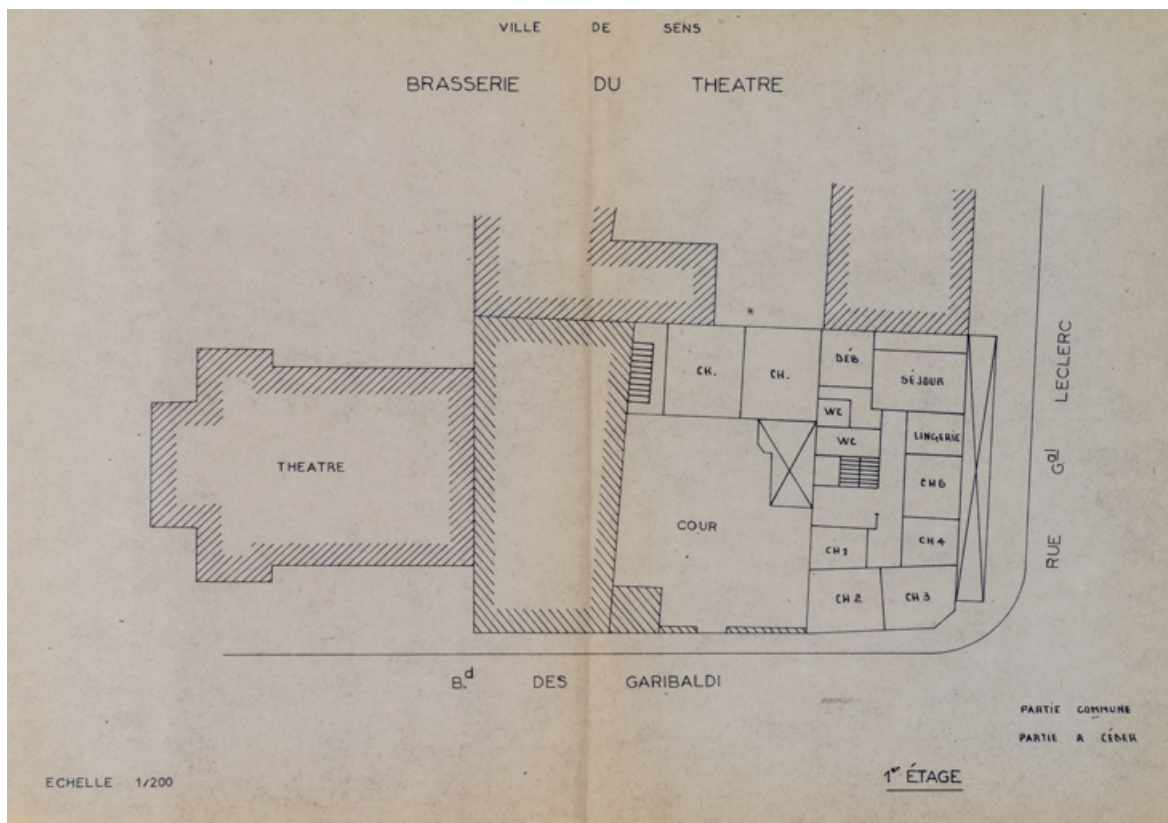 VILLE DE SENS
BRASSERIE DU THEATRE
DÉB.
CH.
CH.
SÉJOUR
WC
WC
LINGERIE
THEATRE
CH 6
COUR
CH 1
CH 4
CH 2
CH 3
RUE Gal LECLERC
B.d DES GARIBALDI
PARTIE COMMUNE
PARTIE A CÉDER
ECHELLE 1/200
1er ÉTAGE